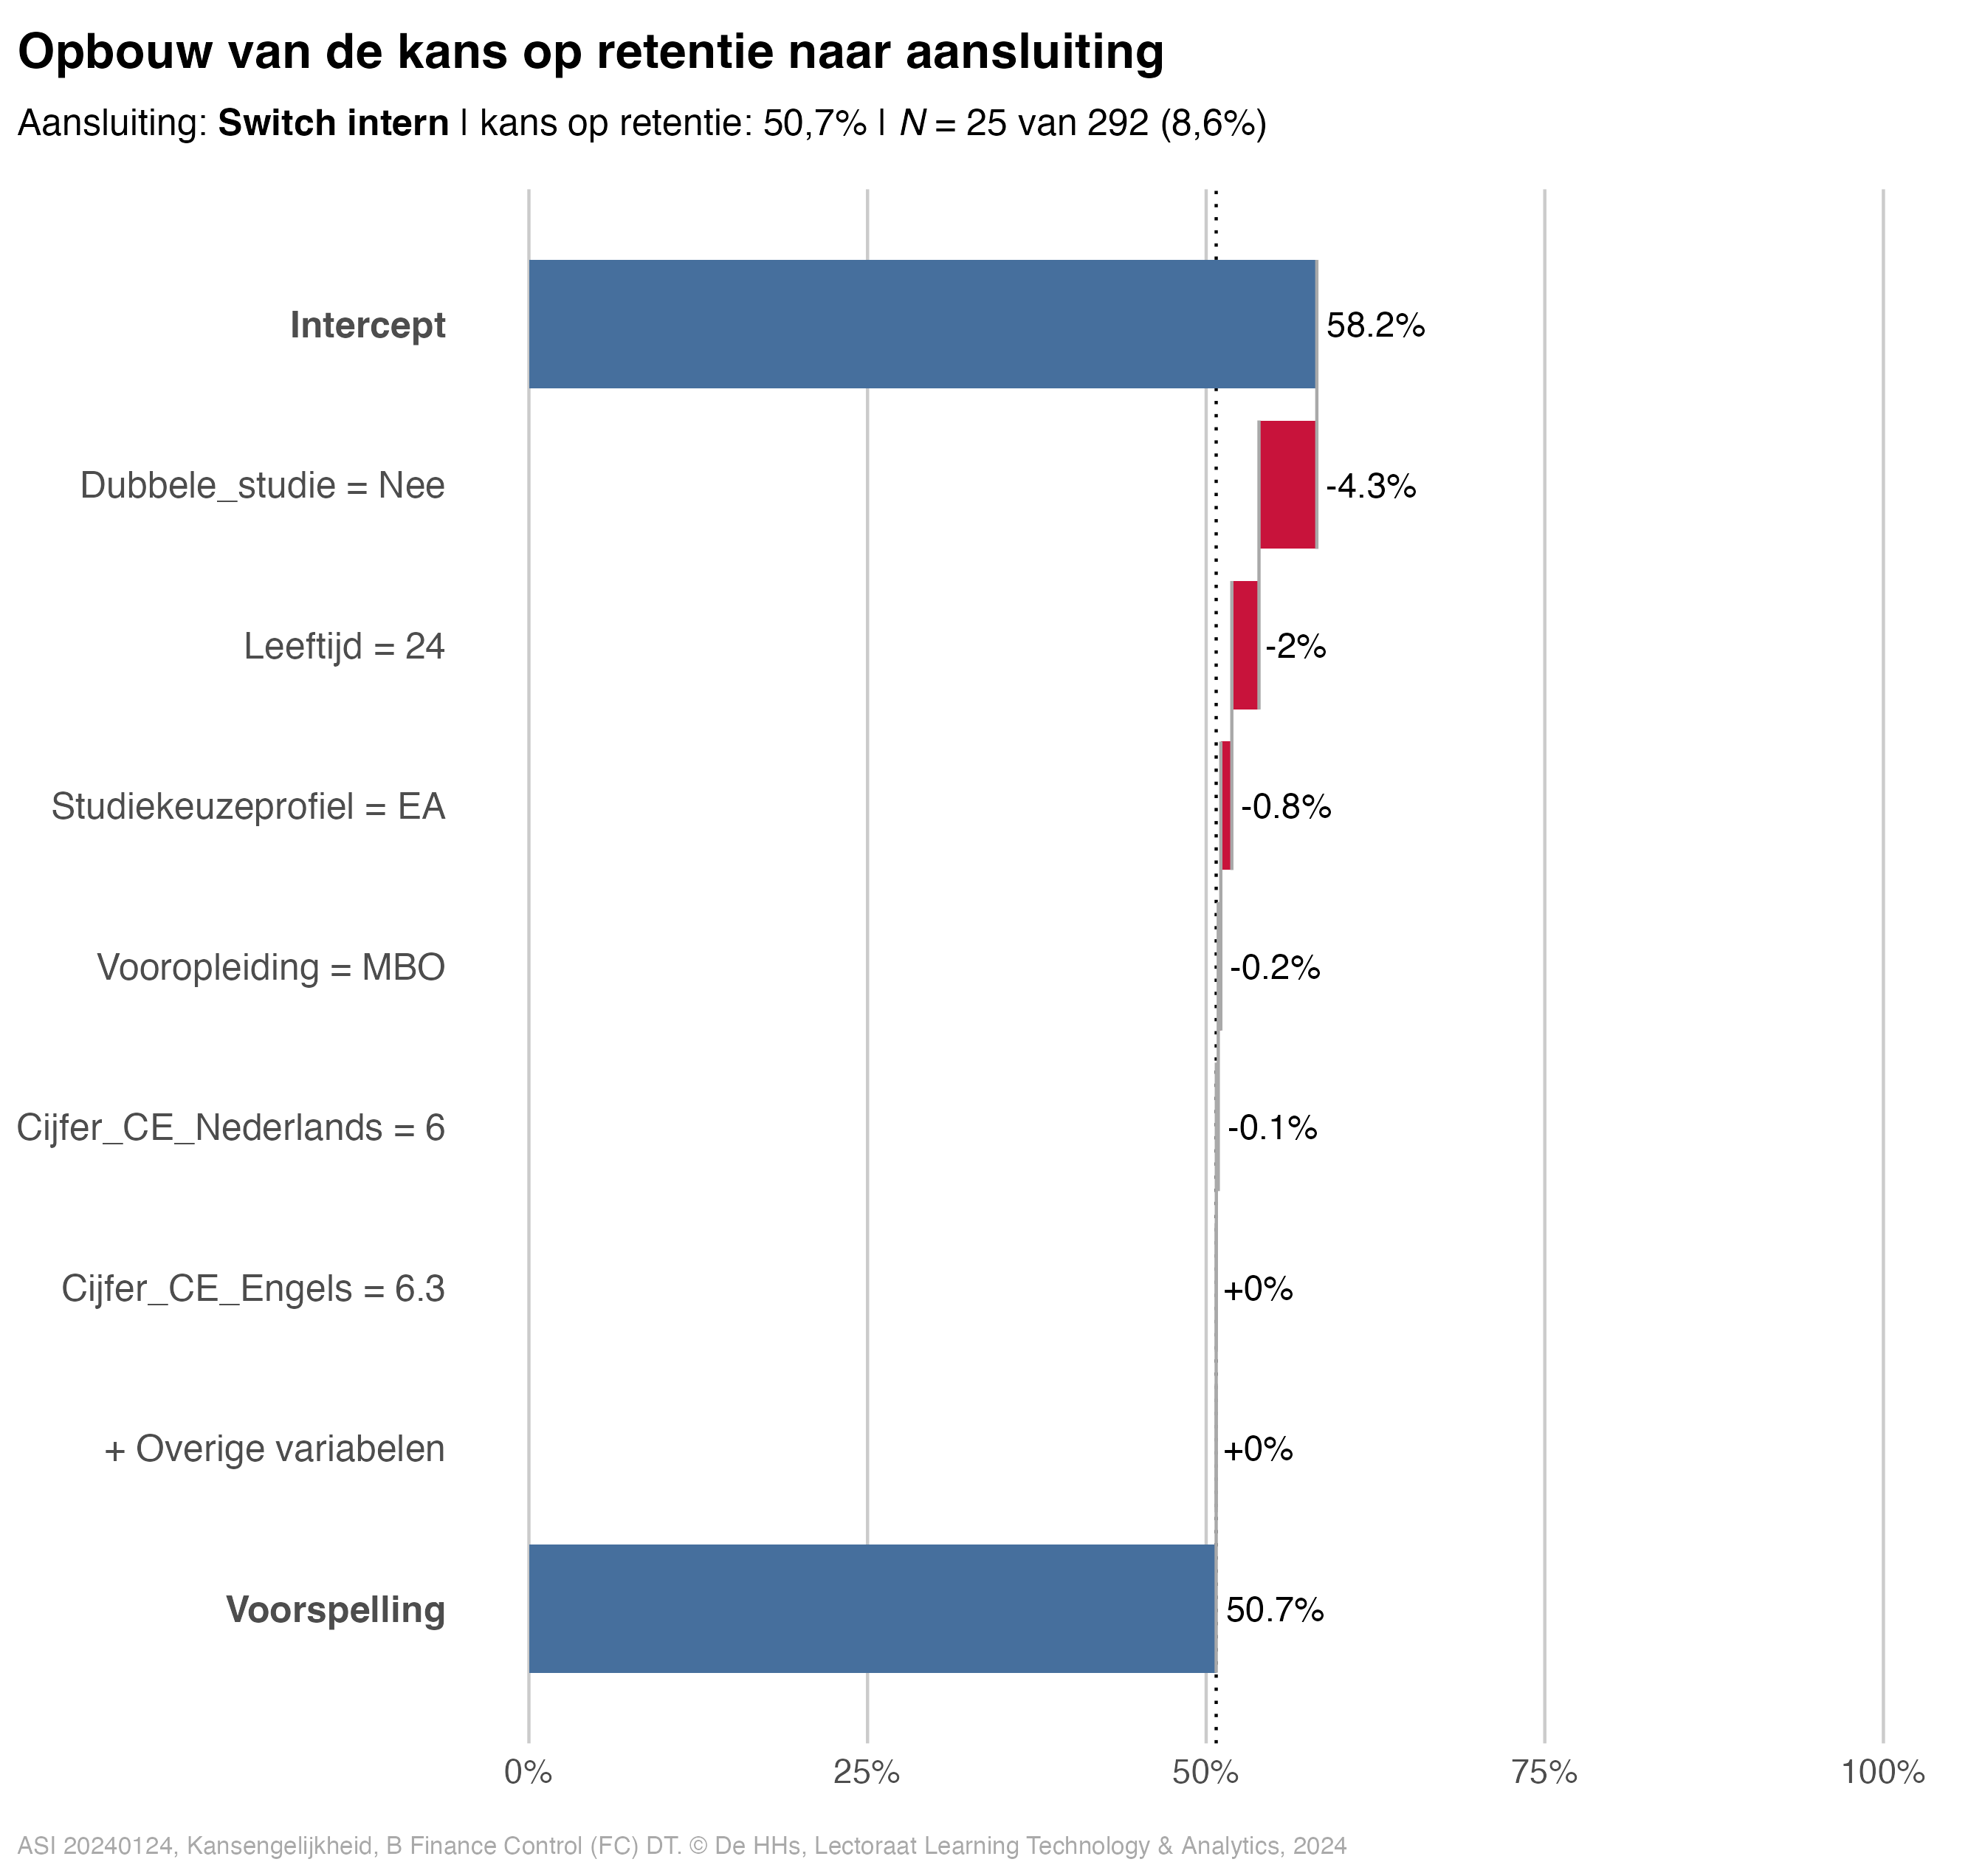 Opbouw van de kans op retentie naar aansluiting
Aansluiting: Switch intern | kans op retentie: 50,7% | N = 25 van 292 (8,6%)
Intercept
58.2%
Dubbele_studie = Nee
-4.3%
Leeftijd = 24
-2%
Studiekeuzeprofiel = EA
-0.8%
Vooropleiding = MBO
-0.2%
Cijfer_CE_Nederlands = 6
-0.1%
Cijfer_CE_Engels = 6.3
+0%
+ Overige variabelen
+0%
Voorspelling
50.7%
0% 25% 50% 75% 100%
ASI 20240124, Kansengelijkheid, B Finance Control (FC) DT. © De HHs, Lectoraat Learning Technology & Analytics, 2024